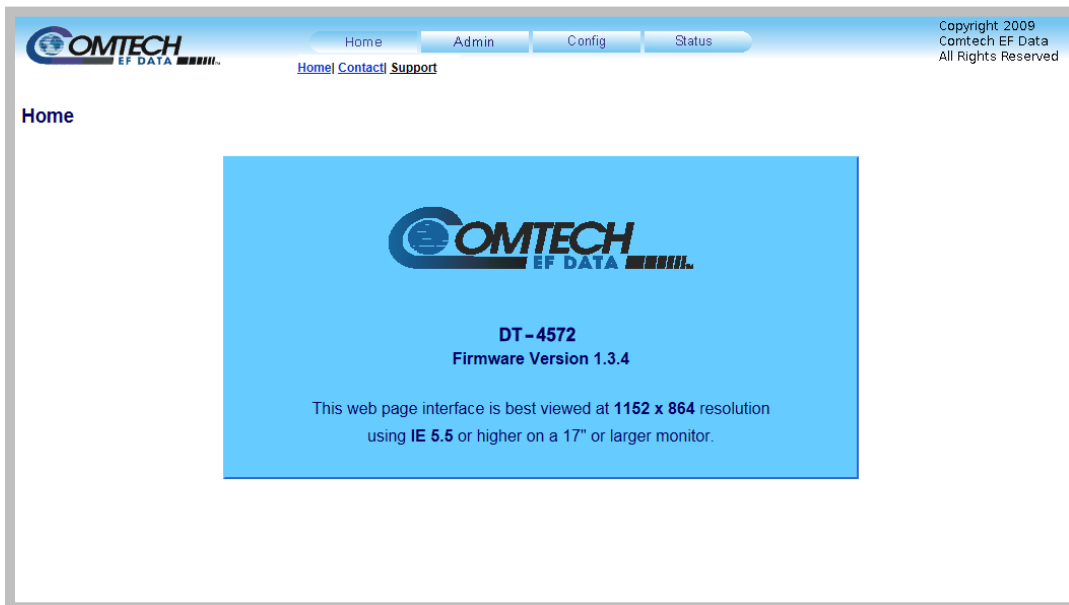 COMTECH
EF DATA
Home Admin Config Status
Home| Contact| Support
Copyright 2009
Comtech EF Data
All Rights Reserved
Home
COMTECH
EF DATA
DT-4572
Firmware Version 1.3.4
This web page interface is best viewed at 1152 x 864 resolution
using IE 5.5 or higher on a 17" or larger monitor.